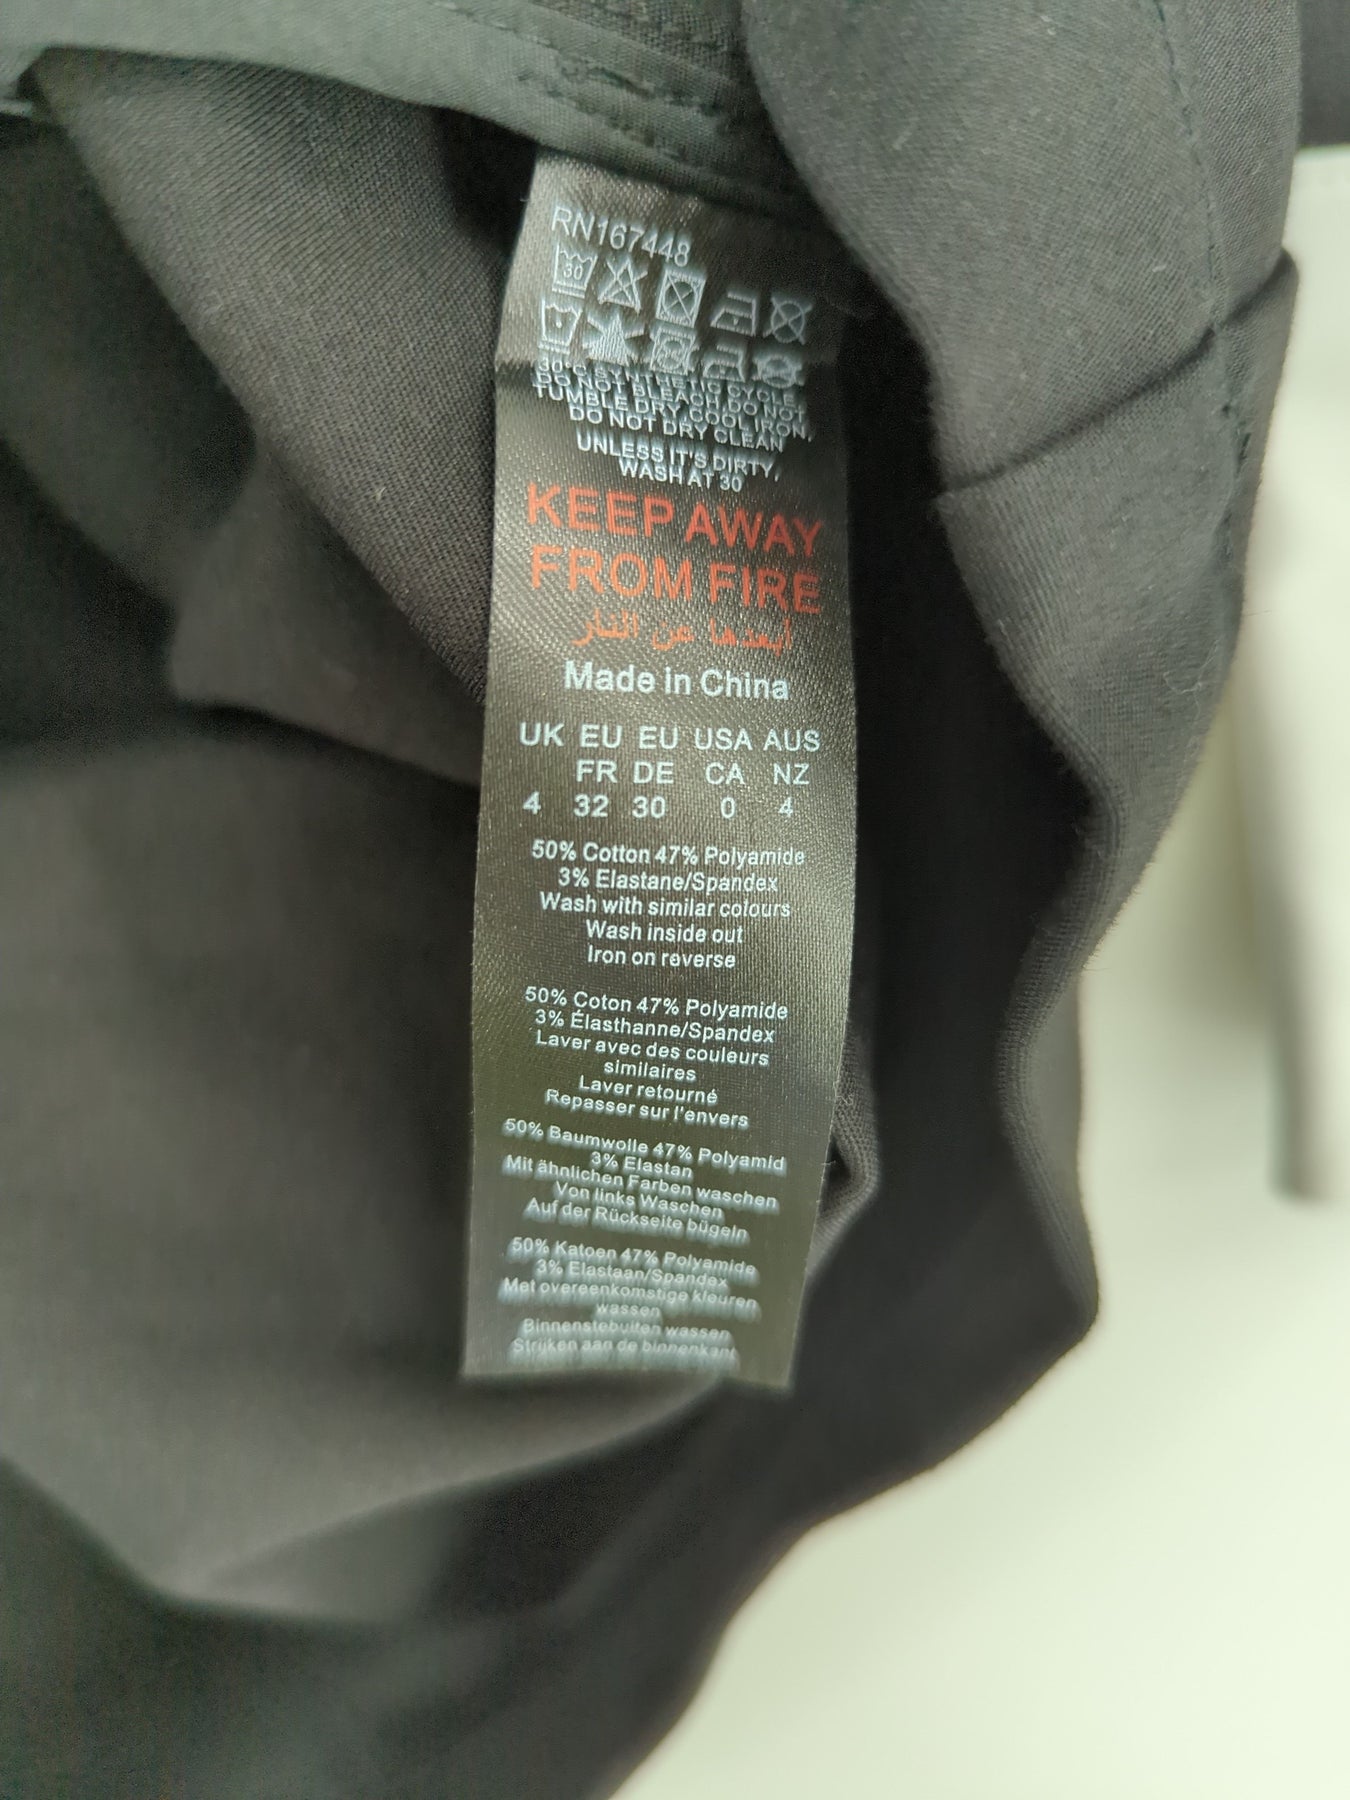 RN167448
30
30°C SYNTHETIC CYCLE,
DO NOT BLEACH DO NOT
TUMBLE DRY, COOL IRON,
DO NOT DRY CLEAN
UNLESS IT'S DIRTY,
WASH AT 30
KEEP AWAY
FROM FIRE
أبعدها عن النار
Made in China
UK EU EU USA AUS
FR DE CA NZ
4 32 30 0 4
50% Cotton 47% Polyamide
3% Elastane/Spandex
Wash with similar colours
Wash inside out
Iron on reverse
50% Coton 47% Polyamide
3% Élasthanne/Spandex
Laver avec des couleurs
similaires
Laver retourné
Repasser sur l'envers
50% Baumwolle 47% Polyamid
3% Elastan
Mit ähnlichen Farben waschen
Von links Waschen
Auf der Rückseite bügeln
50% Katoen 47% Polyamide
3% Elastaan/Spandex
Met overeenkomstige kleuren
wassen
Binnenstebuiten wassen
Strijken aan de binnenkant